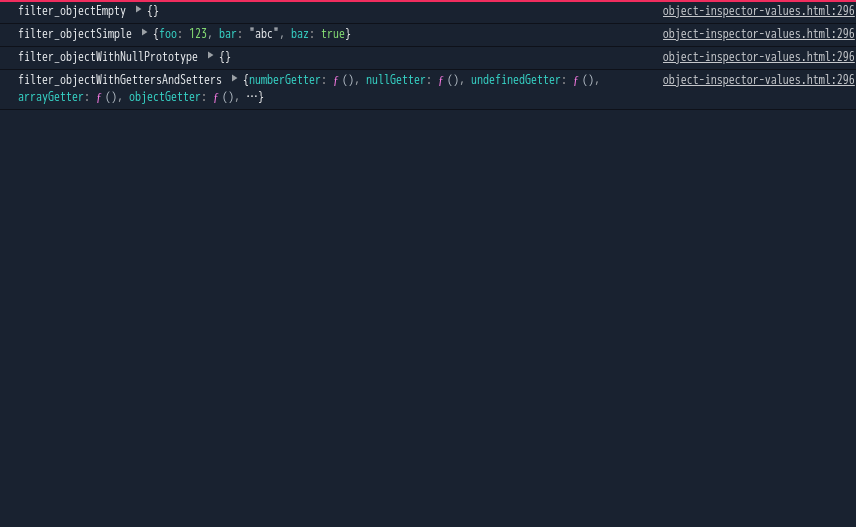 filter_objectEmpty ▶ {} object-inspector-values.html:296
filter_objectSimple ▶ {foo: 123, bar: "abc", baz: true} object-inspector-values.html:296
filter_objectWithNullPrototype ▶ {} object-inspector-values.html:296
filter_objectWithGettersAndSetters ▶ {numberGetter: ƒ (), nullGetter: ƒ (), undefinedGetter: ƒ (), object-inspector-values.html:296
arrayGetter: ƒ (), objectGetter: ƒ (), …}